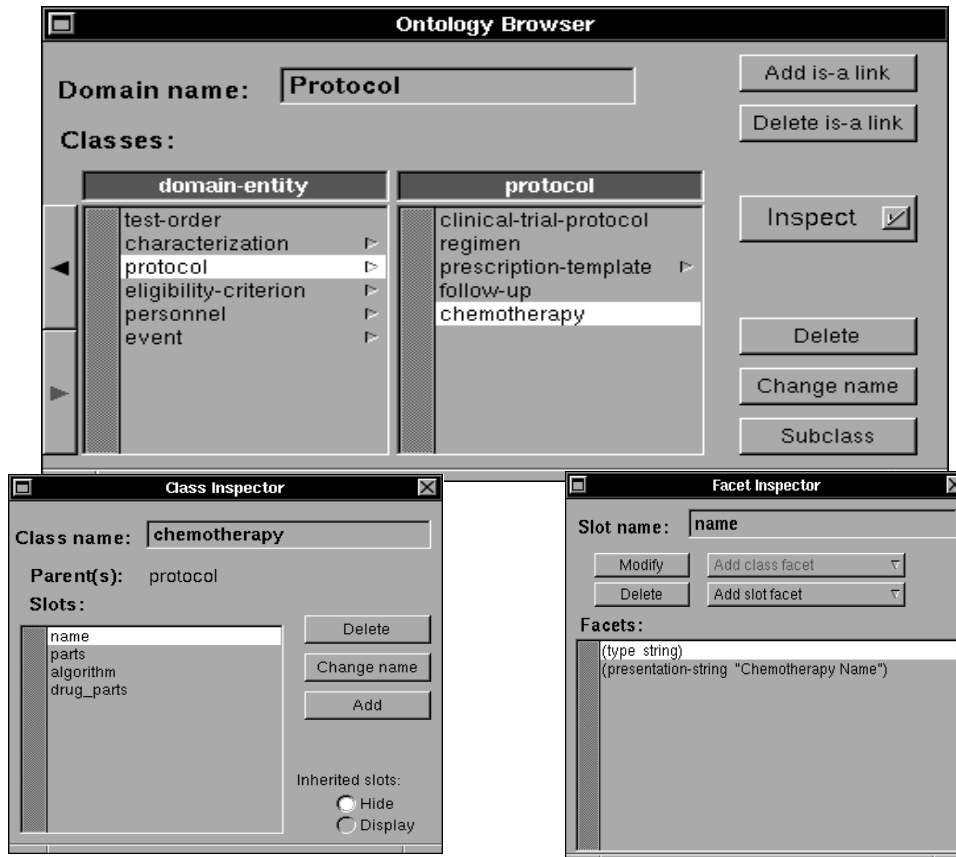 Ontology Browser
Domain name: Protocol
Add is-a link
Delete is-a link
Classes:
domain-entity
test-order
characterization
protocol
eligibility-criterion
personnel
event
protocol
clinical-trial-protocol
regimen
prescription-template
follow-up
chemotherapy
Inspect
Delete
Change name
Subclass
Class Inspector
Class name: chemotherapy
Parent(s): protocol
Slots:
name
parts
algorithm
drug_parts
Delete
Change name
Add
Inherited slots:
Hide
Display
Facet Inspector
Slot name: name
Modify Add class facet
Delete Add slot facet
Facets:
(type string)
(presentation-string "Chemotherapy Name")